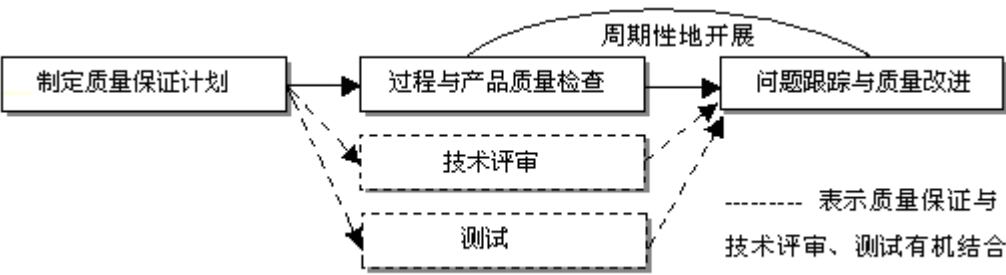 周期性地开展
制定质量保证计划
过程与产品质量检查
问题跟踪与质量改进
技术评审
测试
表示质量保证与
技术评审、测试有机结合